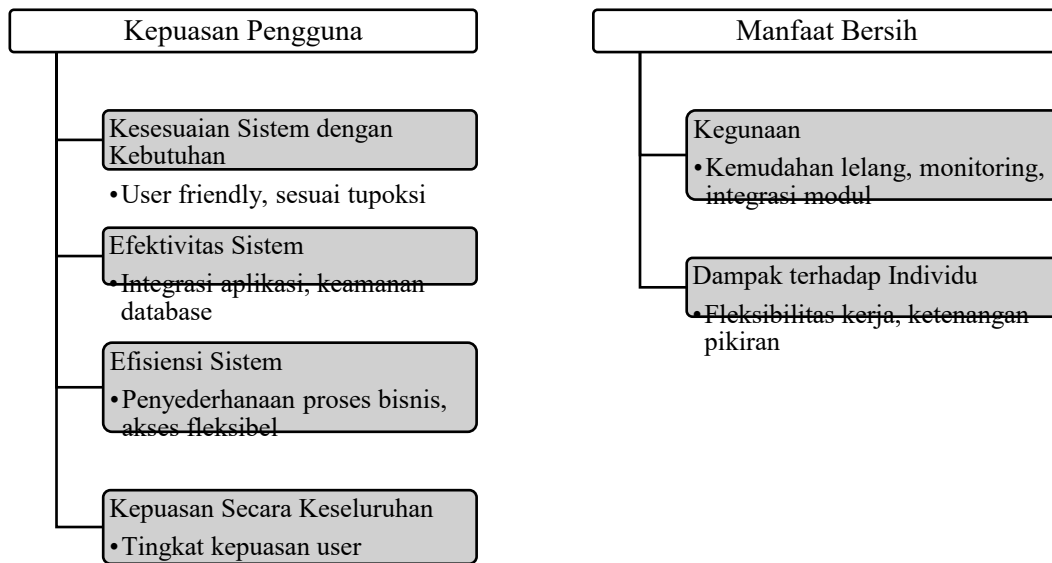 Kepuasan Pengguna
Kesesuaian Sistem dengan
Kebutuhan
•User friendly, sesuai tupoksi
Efektivitas Sistem
•Integrasi aplikasi, keamanan
database
Efisiensi Sistem
•Penyederhanaan proses bisnis,
akses fleksibel
Kepuasan Secara Keseluruhan
•Tingkat kepuasan user
Manfaat Bersih
Kegunaan
•Kemudahan lelang, monitoring,
integrasi modul
Dampak terhadap Individu
•Fleksibilitas kerja, ketenangan
pikiran